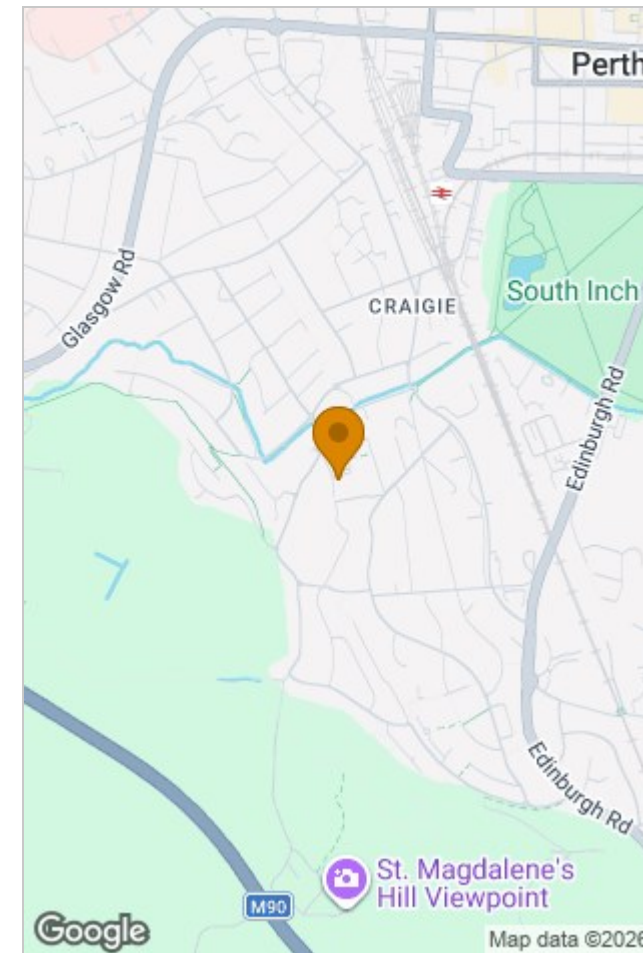 Perth
Glasgow Rd
CRAIGIE
South Inch
Edinburgh Rd
Edinburgh Rd
St. Magdalene's
Hill Viewpoint
M90
Google
Map data ©2026